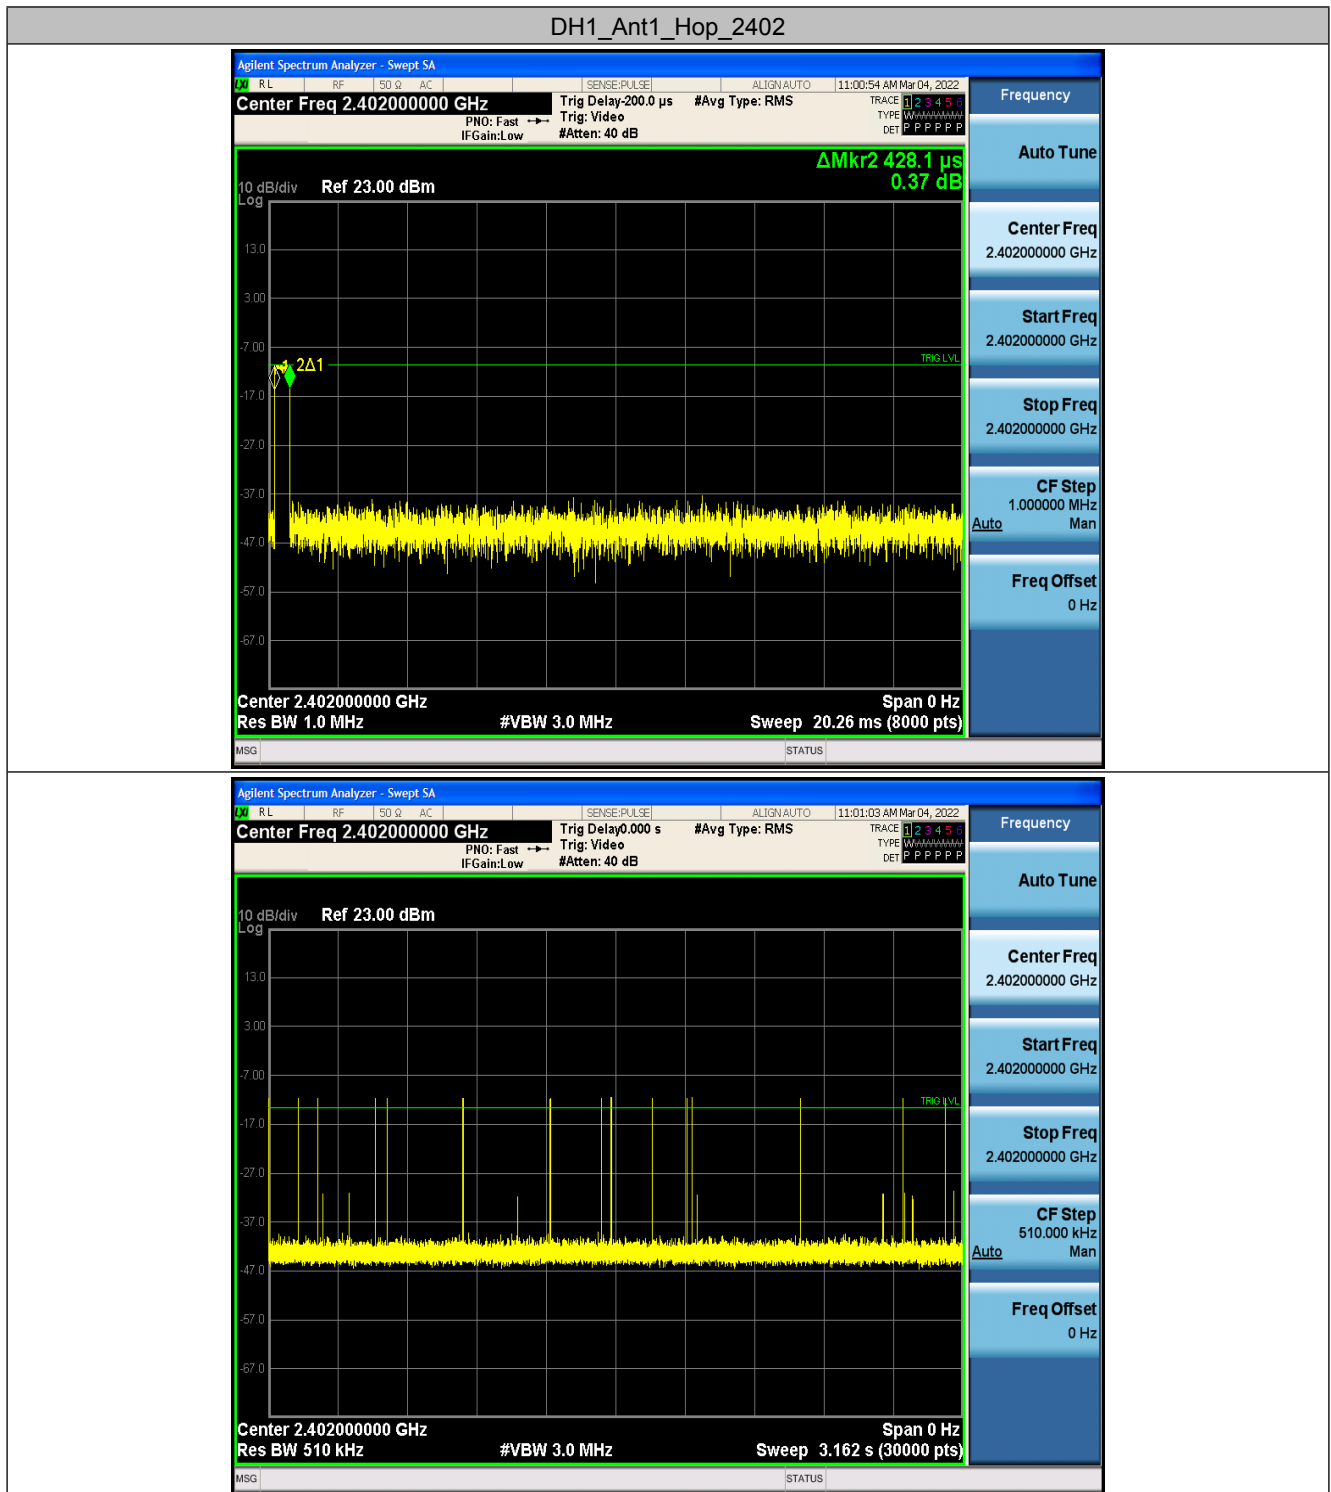 DH1_Ant1_Hop_2402
Agilent Spectrum Analyzer - Swept SA
LXI RL RF 50 Ω AC SENSE:PULSE ALIGN AUTO 11:00:54 AM Mar 04, 2022
Center Freq 2.402000000 GHz
PNO: Fast
IFGain:Low
Trig Delay-200.0 µs
Trig: Video
#Atten: 40 dB
#Avg Type: RMS
TRACE 1 2 3 4 5 6
TYPE W
DET P P P P P P
ΔMkr2 428.1 µs
0.37 dB
10 dB/div Ref 23.00 dBm
Log
13.0
3.00
-7.00
-17.0
-27.0
-37.0
-47.0
-57.0
-67.0
TRIG LVL
1 2Δ1
Center 2.402000000 GHz Span 0 Hz
Res BW 1.0 MHz #VBW 3.0 MHz Sweep 20.26 ms (8000 pts)
MSG STATUS
Frequency
Auto Tune
Center Freq
2.402000000 GHz
Start Freq
2.402000000 GHz
Stop Freq
2.402000000 GHz
CF Step
1.000000 MHz
Auto Man
Freq Offset
0 Hz
Agilent Spectrum Analyzer - Swept SA
LXI RL RF 50 Ω AC SENSE:PULSE ALIGN AUTO 11:01:03 AM Mar 04, 2022
Center Freq 2.402000000 GHz
PNO: Fast
IFGain:Low
Trig Delay0.000 s
Trig: Video
#Atten: 40 dB
#Avg Type: RMS
TRACE 1 2 3 4 5 6
TYPE W
DET P P P P P P
10 dB/div Ref 23.00 dBm
Log
13.0
3.00
-7.00
-17.0
-27.0
-37.0
-47.0
-57.0
-67.0
TRIG LVL
Center 2.402000000 GHz Span 0 Hz
Res BW 510 kHz #VBW 3.0 MHz Sweep 3.162 s (30000 pts)
MSG STATUS
Frequency
Auto Tune
Center Freq
2.402000000 GHz
Start Freq
2.402000000 GHz
Stop Freq
2.402000000 GHz
CF Step
510.000 kHz
Auto Man
Freq Offset
0 Hz